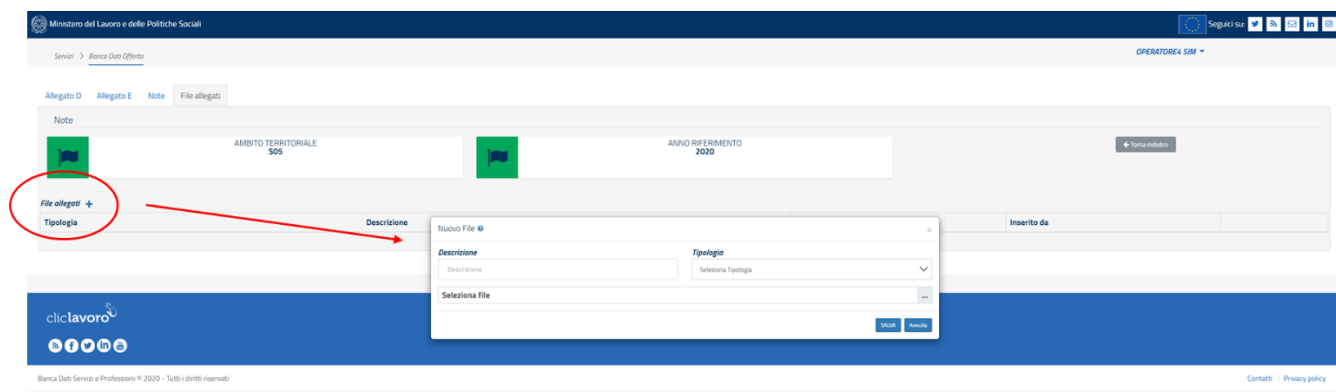 Ministero del Lavoro e delle Politiche Sociali
Seguici su:
Servizi > Banca Dati Offerta
OPERATORE4 SIM
Allegato D Allegato E Note File allegati
Note
AMBITO TERRITORIALE
S05
ANNO RIFERIMENTO
2020
Torna indietro
File allegati +
Tipologia Descrizione Inserito da
Nuovo File
Descrizione Tipologia
Descrizione Seleziona Tipologia
Seleziona file ...
SALVA Annulla
cliclavoro
Banca Dati Servizi e Professioni © 2020 - Tutti i diritti riservati
Contatti Privacy policy